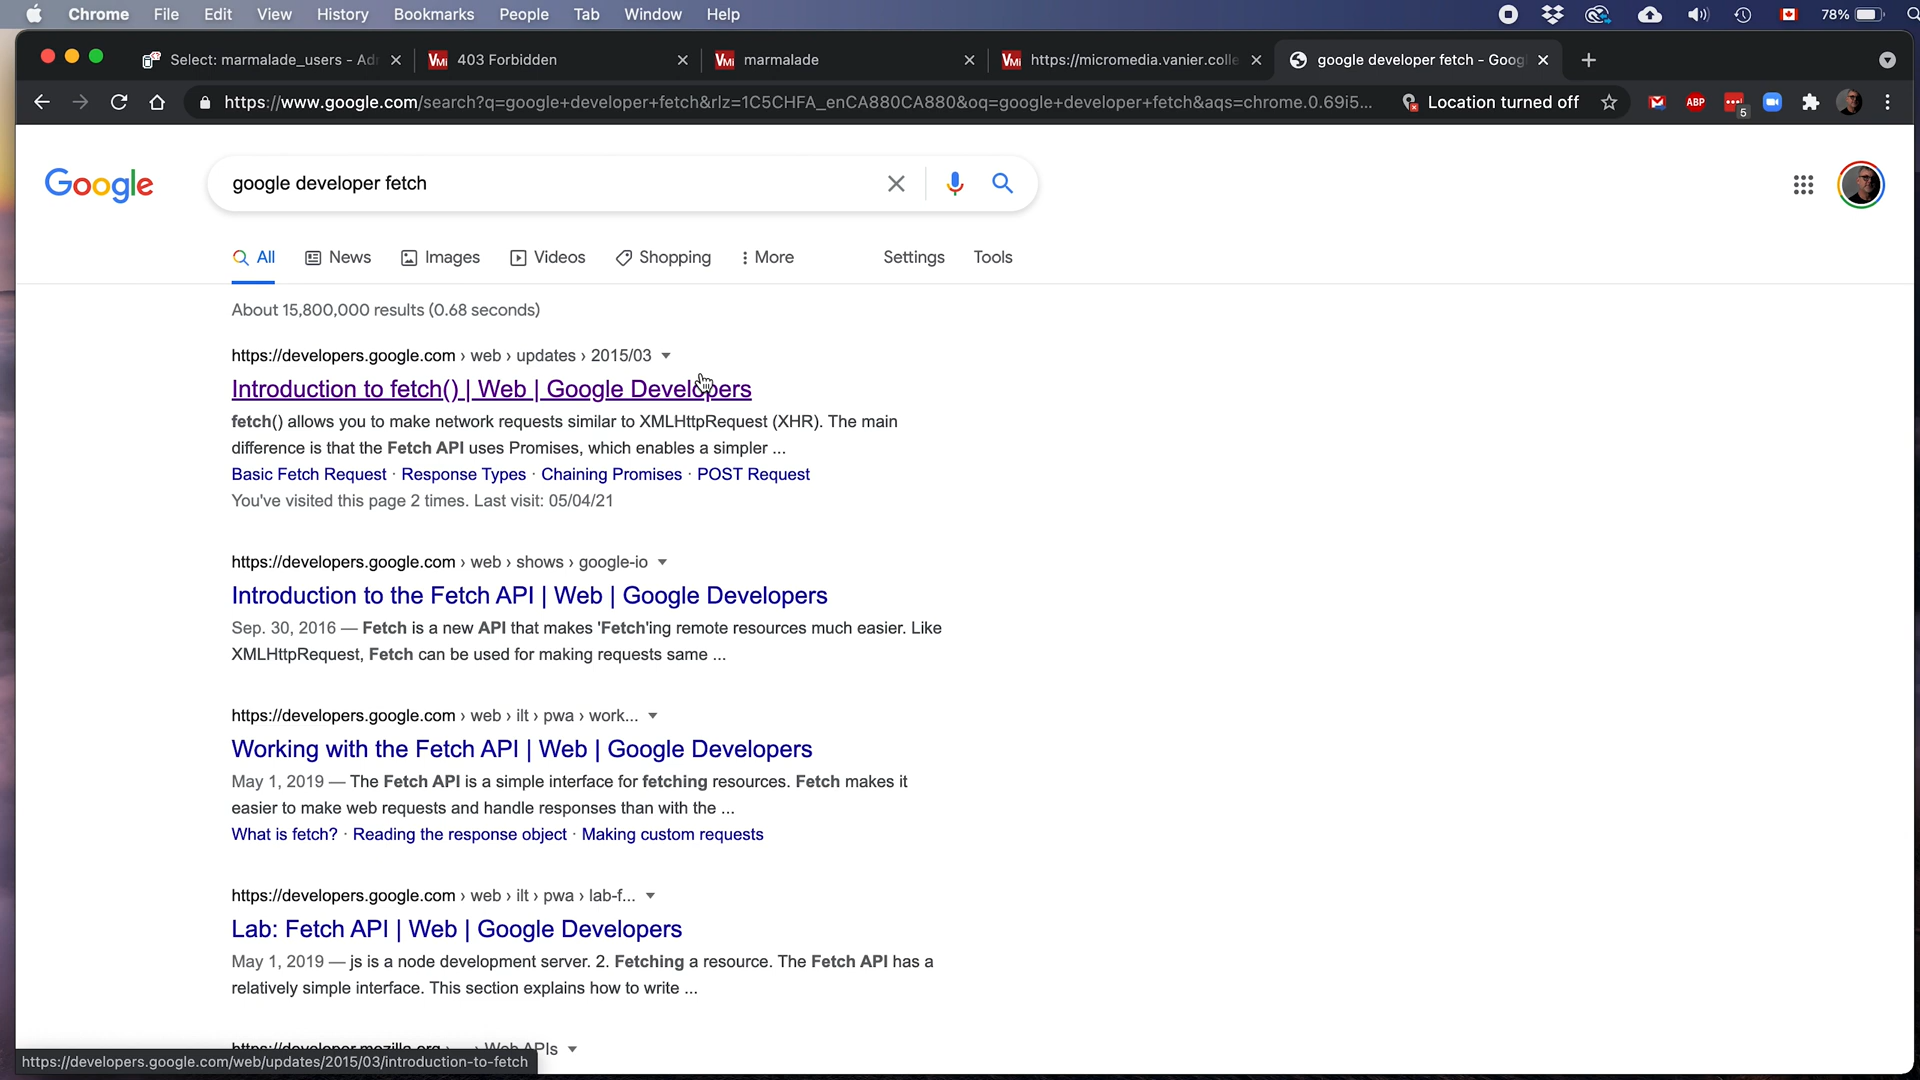 Chrome File Edit View History Bookmarks People Tab Window Help 78%
Select: marmalade_users - Ad
403 Forbidden
marmalade
https://micromedia.vanier.colle
google developer fetch - Goog
https://www.google.com/search?q=google+developer+fetch&rlz=1C5CHFA_enCA880CA880&oq=google+developer+fetch&aqs=chrome.0.69i5...
Location turned off
ABP
5
Google
google developer fetch
All News Images Videos Shopping More Settings Tools
About 15,800,000 results (0.68 seconds)
https://developers.google.com › web › updates › 2015/03
Introduction to fetch() | Web | Google Developers
fetch() allows you to make network requests similar to XMLHttpRequest (XHR). The main
difference is that the Fetch API uses Promises, which enables a simpler ...
Basic Fetch Request · Response Types · Chaining Promises · POST Request
You've visited this page 2 times. Last visit: 05/04/21
https://developers.google.com › web › shows › google-io
Introduction to the Fetch API | Web | Google Developers
Sep. 30, 2016 — Fetch is a new API that makes 'Fetch'ing remote resources much easier. Like
XMLHttpRequest, Fetch can be used for making requests same ...
https://developers.google.com › web › ilt › pwa › work...
Working with the Fetch API | Web | Google Developers
May 1, 2019 — The Fetch API is a simple interface for fetching resources. Fetch makes it
easier to make web requests and handle responses than with the ...
What is fetch? · Reading the response object · Making custom requests
https://developers.google.com › web › ilt › pwa › lab-f...
Lab: Fetch API | Web | Google Developers
May 1, 2019 — js is a node development server. 2. Fetching a resource. The Fetch API has a
relatively simple interface. This section explains how to write ...
https://developer.mozilla.org › ... › Web APIs
https://developers.google.com/web/updates/2015/03/introduction-to-fetch